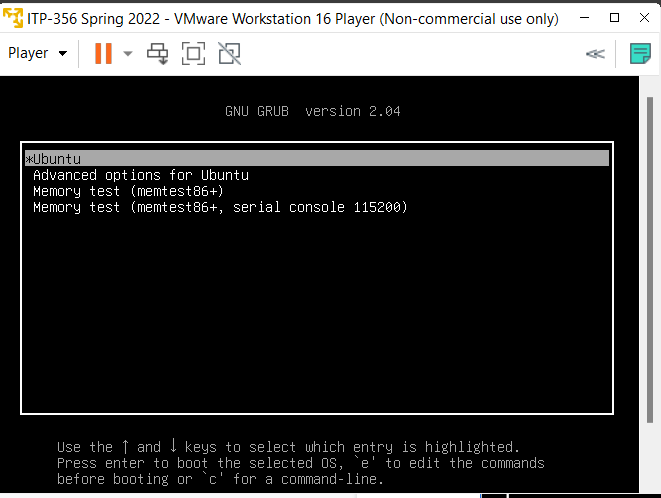 ITP-356 Spring 2022 - VMware Workstation 16 Player (Non-commercial use only)
Player
GNU GRUB version 2.04
*Ubuntu
Advanced options for Ubuntu
Memory test (memtest86+)
Memory test (memtest86+, serial console 115200)
Use the ↑ and ↓ keys to select which entry is highlighted.
Press enter to boot the selected OS, `e' to edit the commands
before booting or `c' for a command-line.